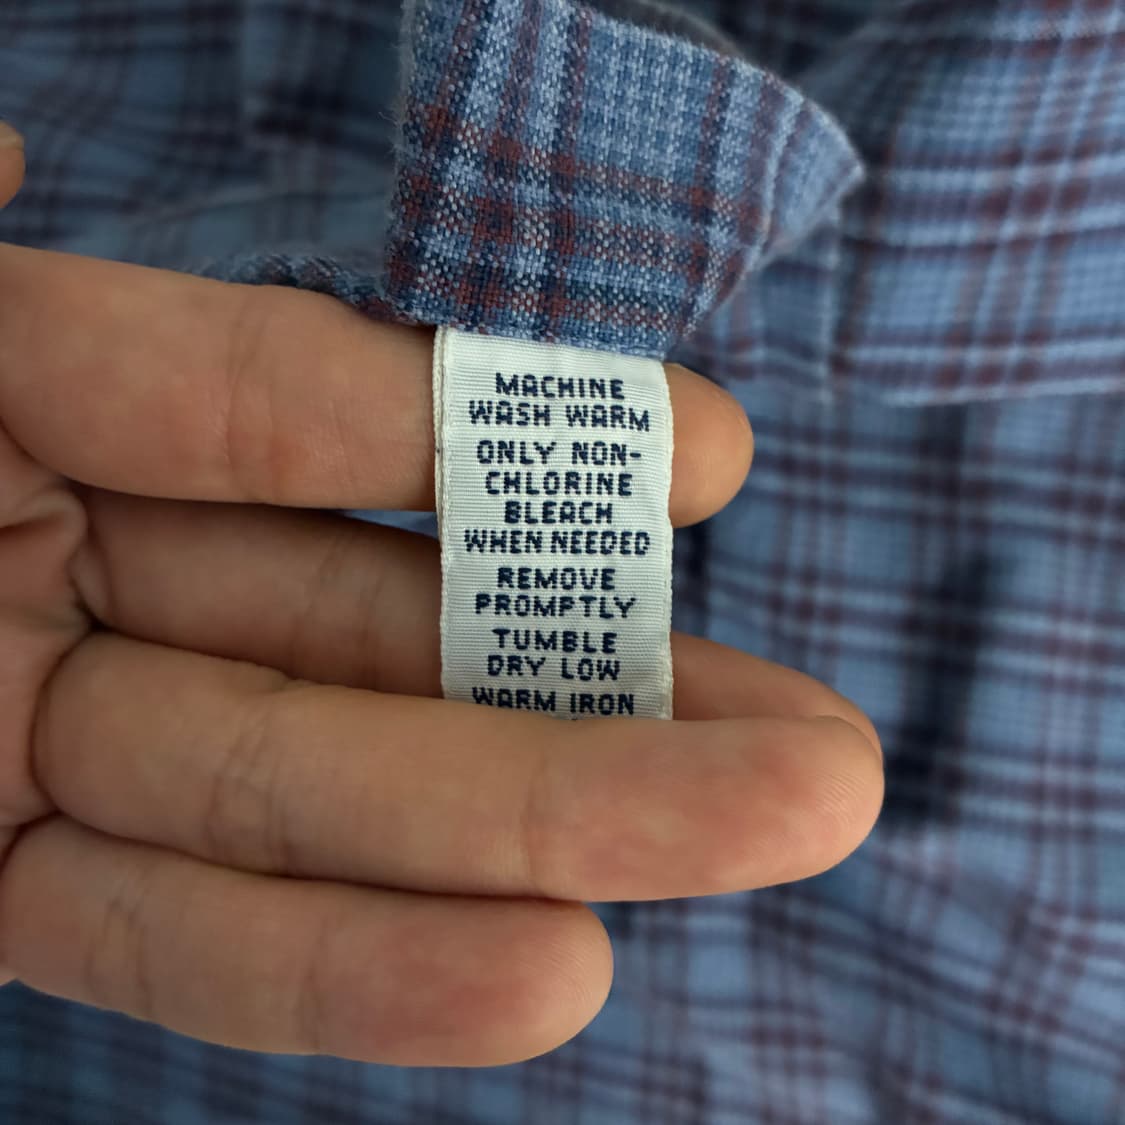 MACHINE
WASH WARM
ONLY NON-
CHLORINE
BLEACH
WHEN NEEDED
REMOVE
PROMPTLY
TUMBLE
DRY LOW
WARM IRON